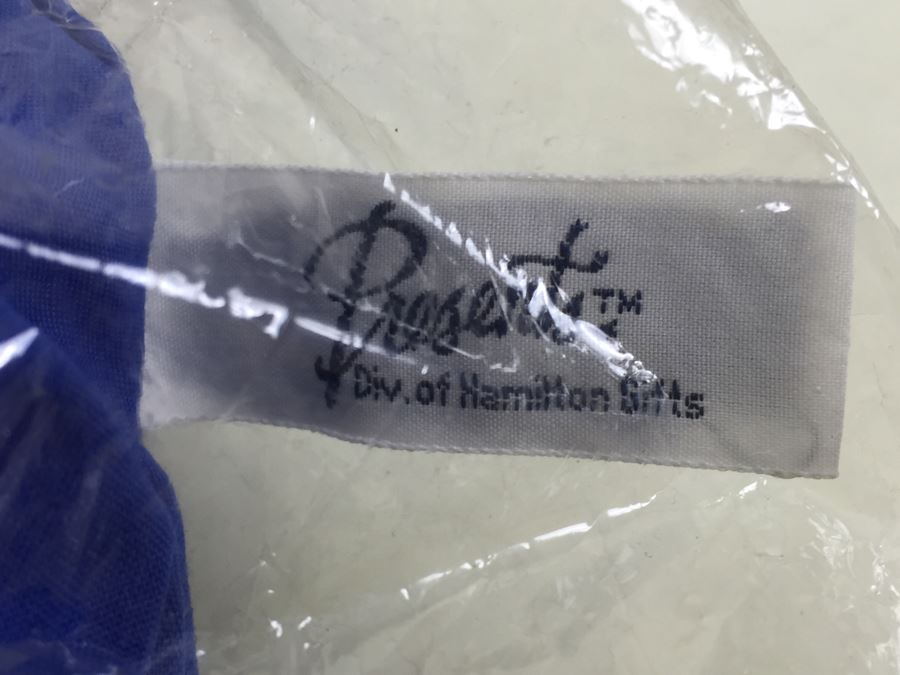 Presents™
Div. of Hamilton Gifts